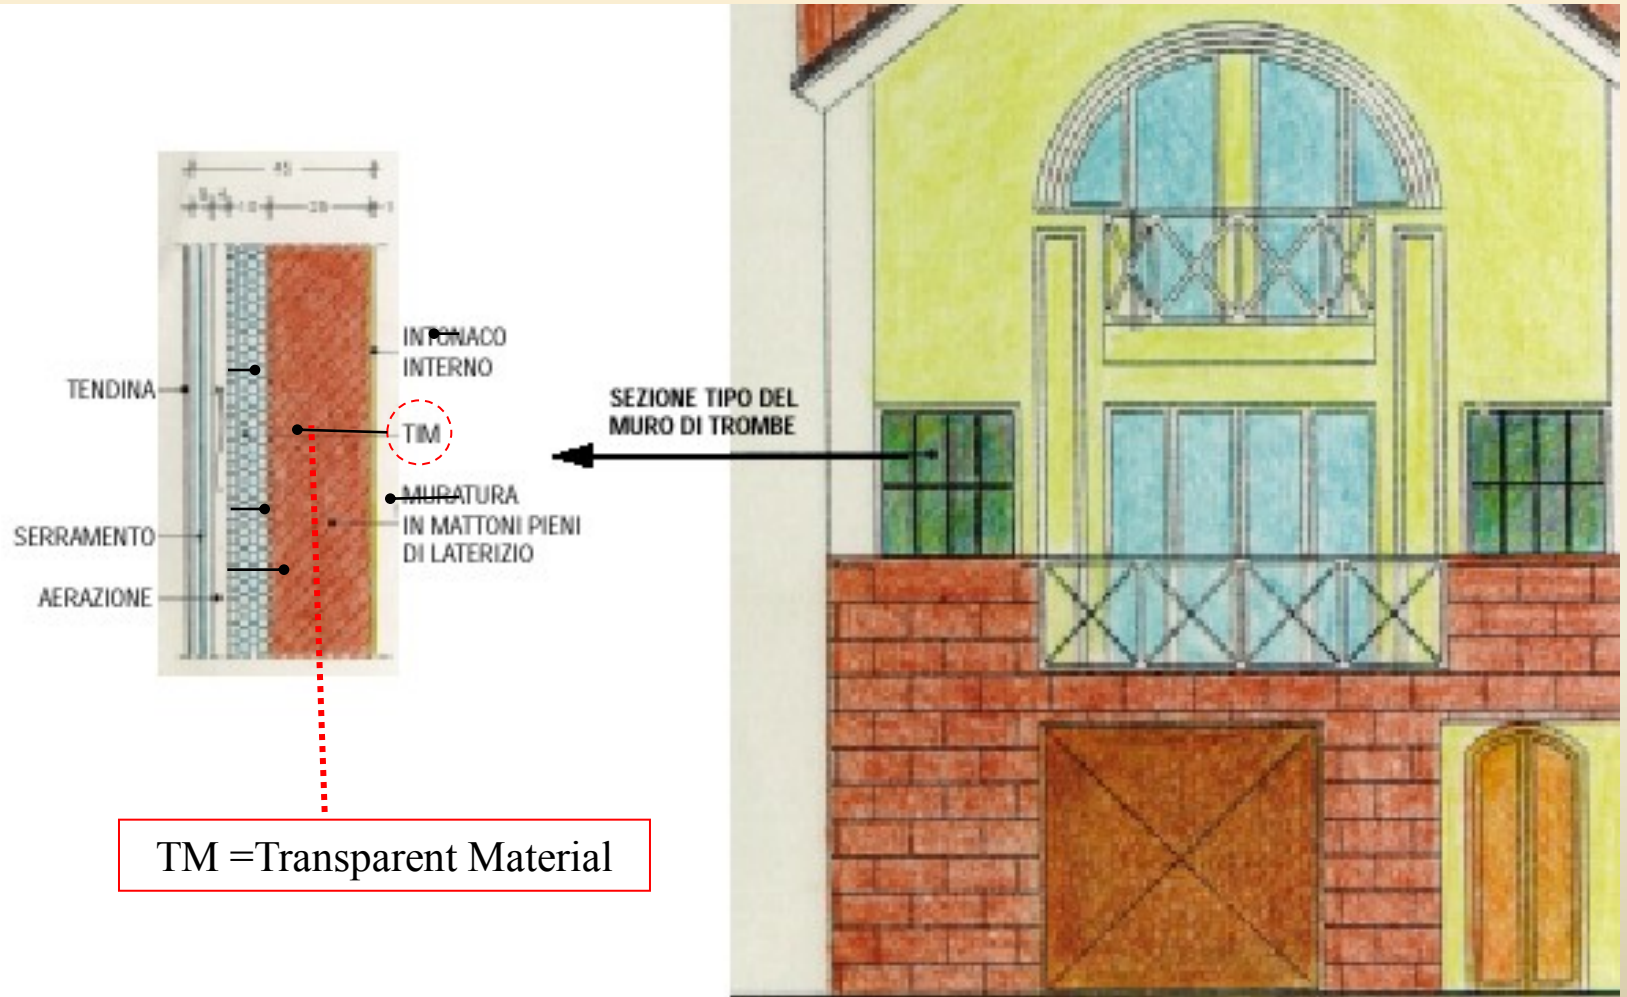 45
10
INTONACO
INTERNO
TENDINA
TIM
MURATURA
IN MATTONI PIENI
DI LATERIZIO
SERRAMENTO
AERAZIONE
SEZIONE TIPO DEL
MURO DI TROMBE
TM =Transparent Material